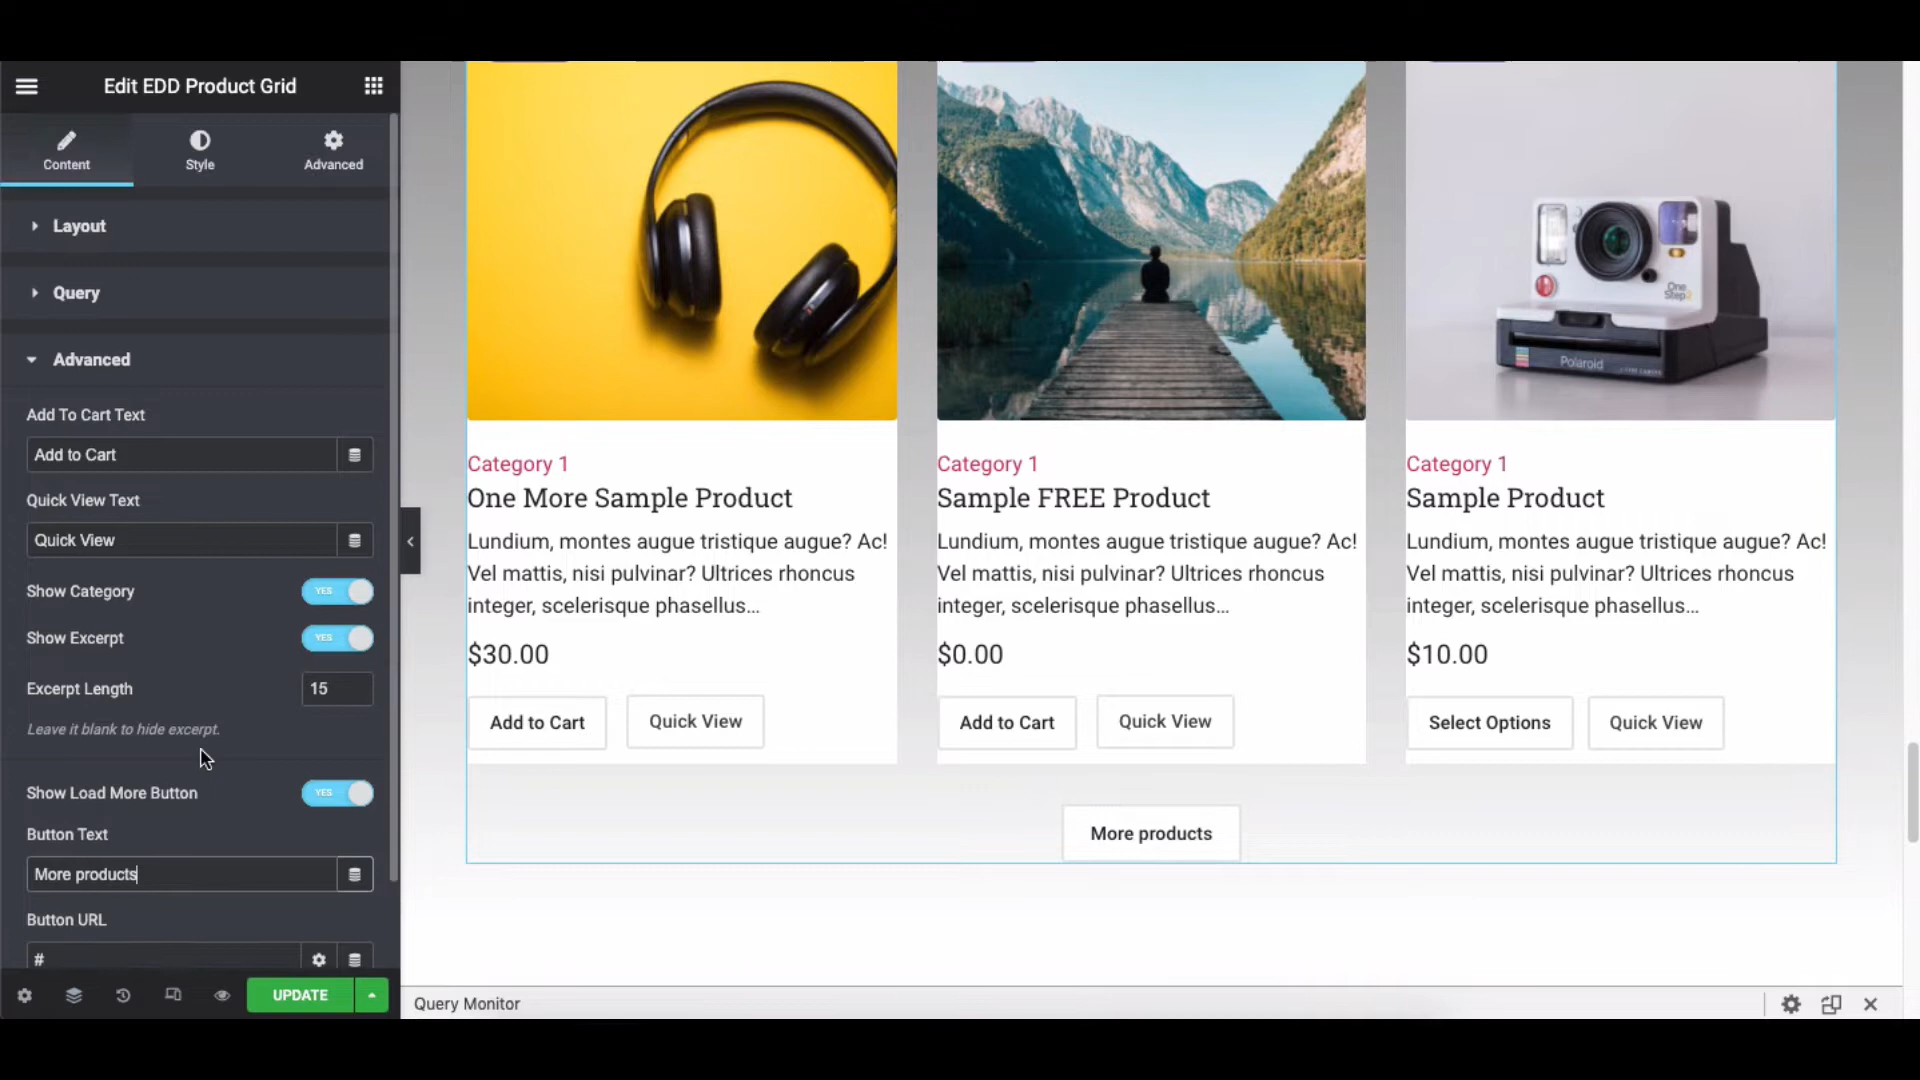 Edit EDD Product Grid
Content
Style
Advanced
Layout
Query
Advanced
Add To Cart Text
Add to Cart
Quick View Text
Quick View
Show Category
YES
Show Excerpt
YES
Excerpt Length
15
Leave it blank to hide excerpt.
Show Load More Button
YES
Button Text
More products
Button URL
#
UPDATE
One
Step2
Polaroid
Category 1
One More Sample Product
Lundium, montes augue tristique augue? Ac!
Vel mattis, nisi pulvinar? Ultrices rhoncus
integer, scelerisque phasellus...
$30.00
Add to Cart
Quick View
Category 1
Sample FREE Product
Lundium, montes augue tristique augue? Ac!
Vel mattis, nisi pulvinar? Ultrices rhoncus
integer, scelerisque phasellus...
$0.00
Add to Cart
Quick View
Category 1
Sample Product
Lundium, montes augue tristique augue? Ac!
Vel mattis, nisi pulvinar? Ultrices rhoncus
integer, scelerisque phasellus...
$10.00
Select Options
Quick View
More products
Query Monitor